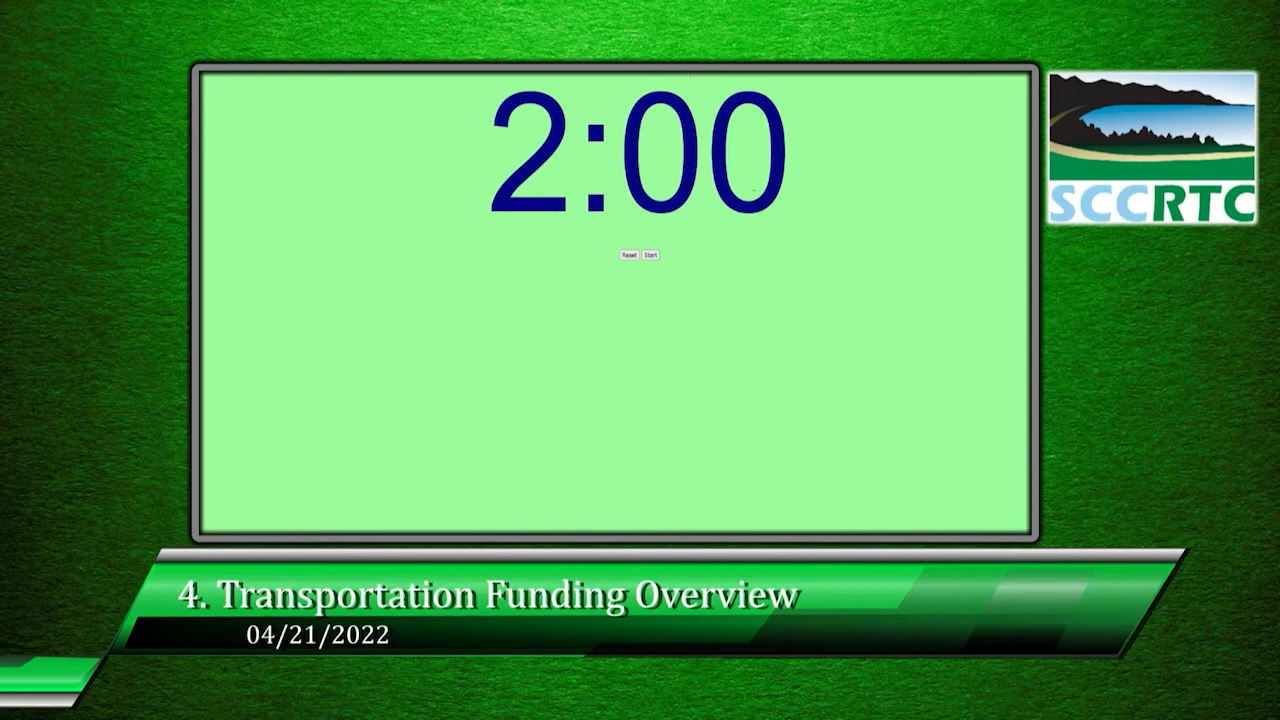 2:00
Reset Start
SCCRTC
4. Transportation Funding Overview
04/21/2022